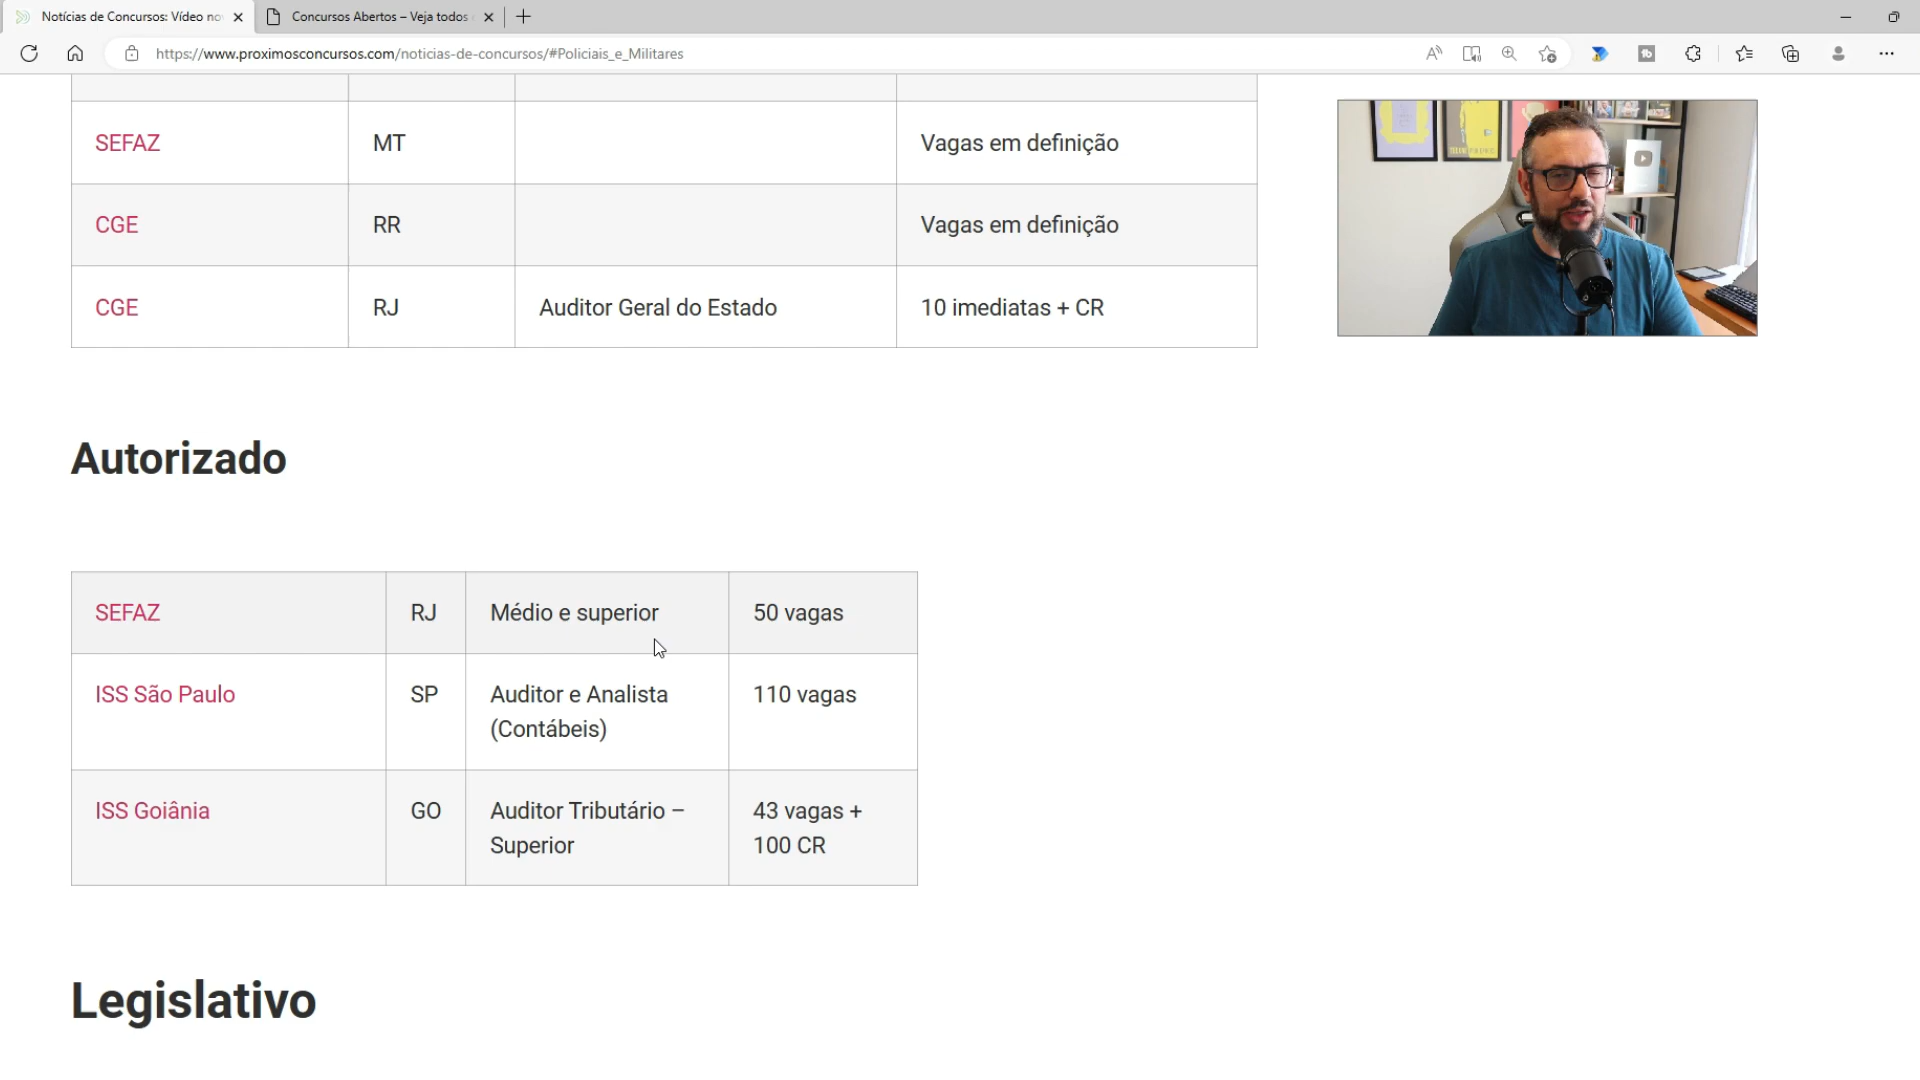 Notícias de Concursos: Vídeo no
Concursos Abertos – Veja todos
https://www.proximosconcursos.com/noticias-de-concursos/#Policiais_e_Militares
SEFAZ MT Vagas em definição
CGE RR Vagas em definição
CGE RJ Auditor Geral do Estado 10 imediatas + CR
Autorizado
SEFAZ RJ Médio e superior 50 vagas
ISS São Paulo SP Auditor e Analista 110 vagas
(Contábeis)
ISS Goiânia GO Auditor Tributário – 43 vagas +
Superior 100 CR
Legislativo